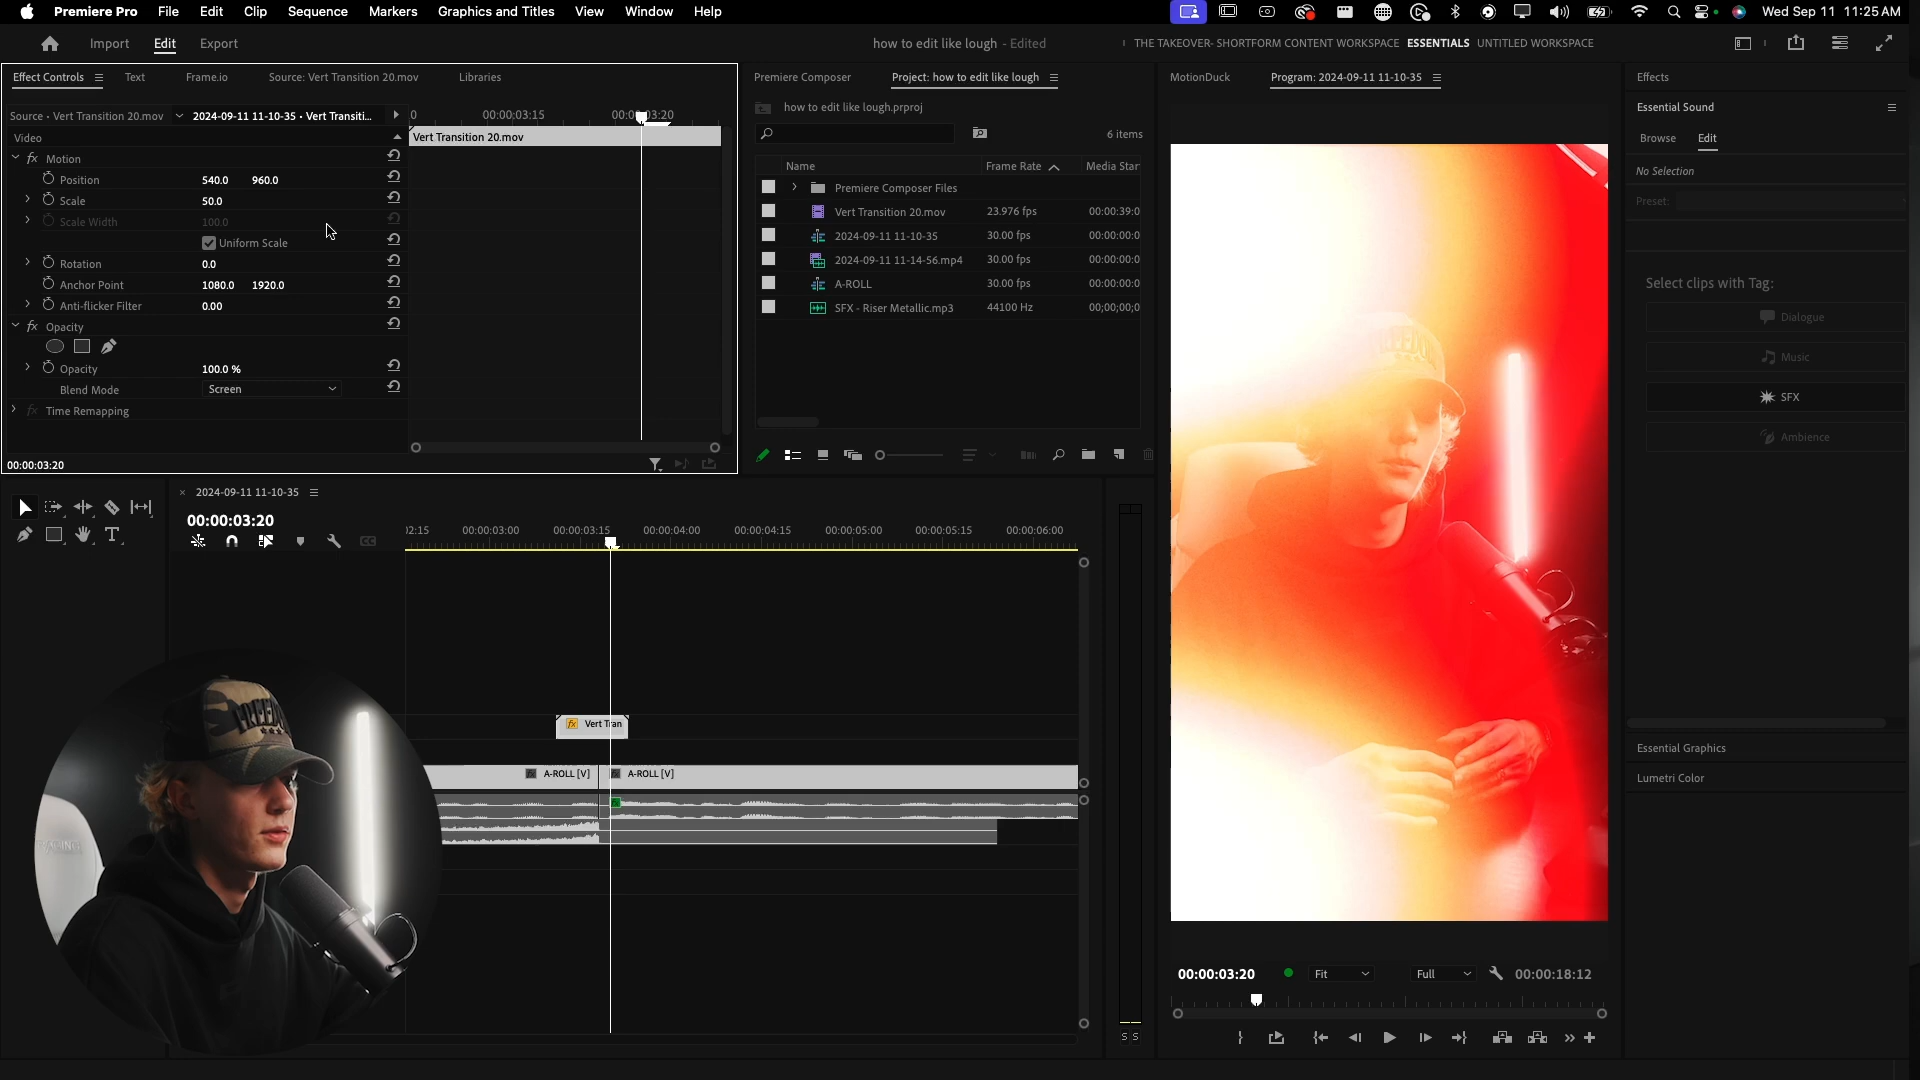 Premiere Pro File Edit Clip Sequence Markers Graphics and Titles View Window Help Wed Sep 11 11:25 AM
Import Edit Export how to edit like lough - Edited THE TAKEOVER- SHORTFORM CONTENT WORKSPACE ESSENTIALS UNTITLED WORKSPACE
Effect Controls Text Frame.io Source: Vert Transition 20.mov Libraries
Source • Vert Transition 20.mov 2024-09-11 11-10-35 • Vert Transiti...
0 00:00:03:15 00:00:03:20
Video
Vert Transition 20.mov
fx Motion
Position 540.0 960.0
Scale 50.0
Scale Width 100.0
Uniform Scale
Rotation 0.0
Anchor Point 1080.0 1920.0
Anti-flicker Filter 0.00
fx Opacity
Opacity 100.0 %
Blend Mode Screen
fx Time Remapping
00:00:03:20
Premiere Composer Project: how to edit like lough
how to edit like lough.prproj
6 items
Name Frame Rate Media Star
Premiere Composer Files
Vert Transition 20.mov 23.976 fps 00:00:39:0
2024-09-11 11-10-35 30.00 fps 00:00:00:0
2024-09-11 11-14-56.mp4 30.00 fps 00:00:00:0
A-ROLL 30.00 fps 00:00:00:0
SFX - Riser Metallic.mp3 44100 Hz 00;00;00;0
MotionDuck Program: 2024-09-11 11-10-35
00:00:03:20 Fit Full 00:00:18:12
Effects
Essential Sound
Browse Edit
No Selection
Preset:
Select clips with Tag:
Dialogue
Music
SFX
Ambience
Essential Graphics
Lumetri Color
× 2024-09-11 11-10-35
00:00:03:20
02:15 00:00:03:00 00:00:03:15 00:00:04:00 00:00:04:15 00:00:05:00 00:00:05:15 00:00:06:00
CC
T
fx Vert Tran
A-ROLL [V] A-ROLL [V]
S S